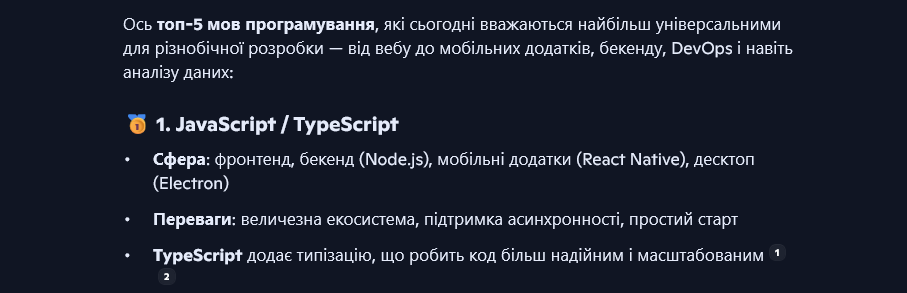 Ось топ-5 мов програмування, які сьогодні вважаються найбільш універсальними
для різнобічної розробки — від вебу до мобільних додатків, бекенду, DevOps і навіть
аналізу даних:
1. JavaScript / TypeScript
• Сфера: фронтенд, бекенд (Node.js), мобільні додатки (React Native), десктоп
(Electron)
• Переваги: величезна екосистема, підтримка асинхронності, простий старт
• TypeScript додає типізацію, що робить код більш надійним і масштабованим 1
2